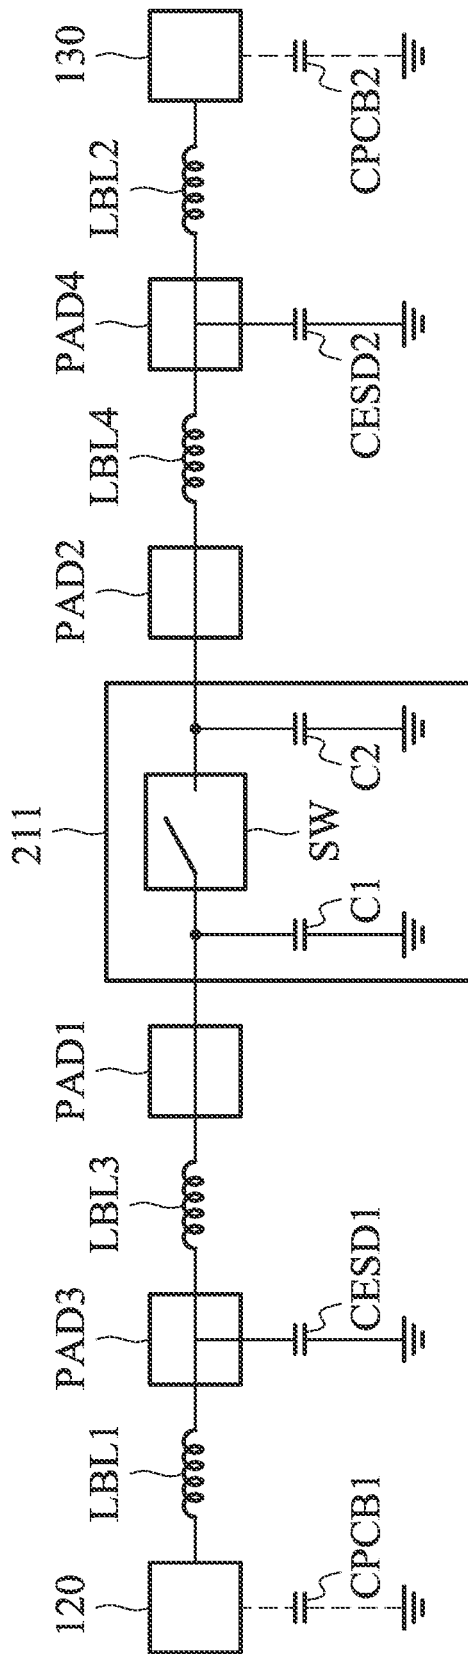 120
LBL1
PAD3
LBL3
PAD1
211
PAD2
LBL4
PAD4
LBL2
130
CPCB1
CESD1
C1
SW
C2
CESD2
CPCB2